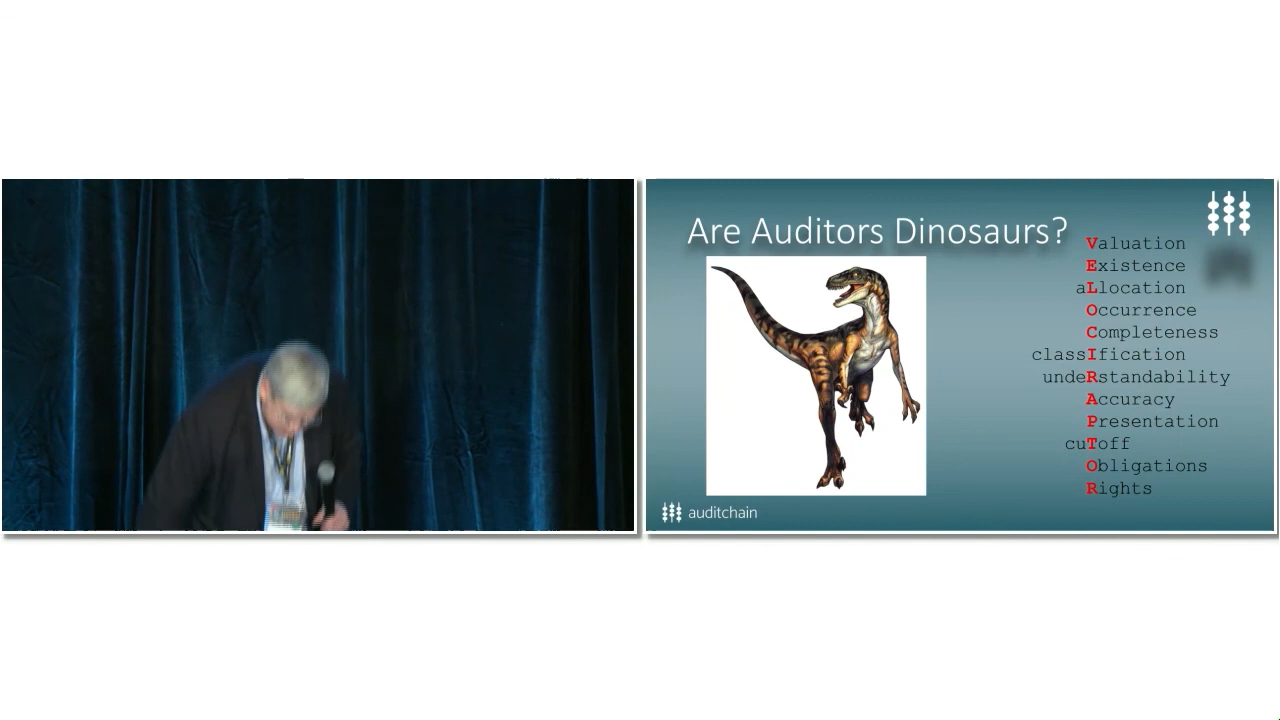 Are Auditors Dinosaurs?
Valuation
Existence
aLlocation
Occurrence
Completeness
classIfication
undeRstandability
Accuracy
Presentation
cuToff
Obligations
Rights
auditchain